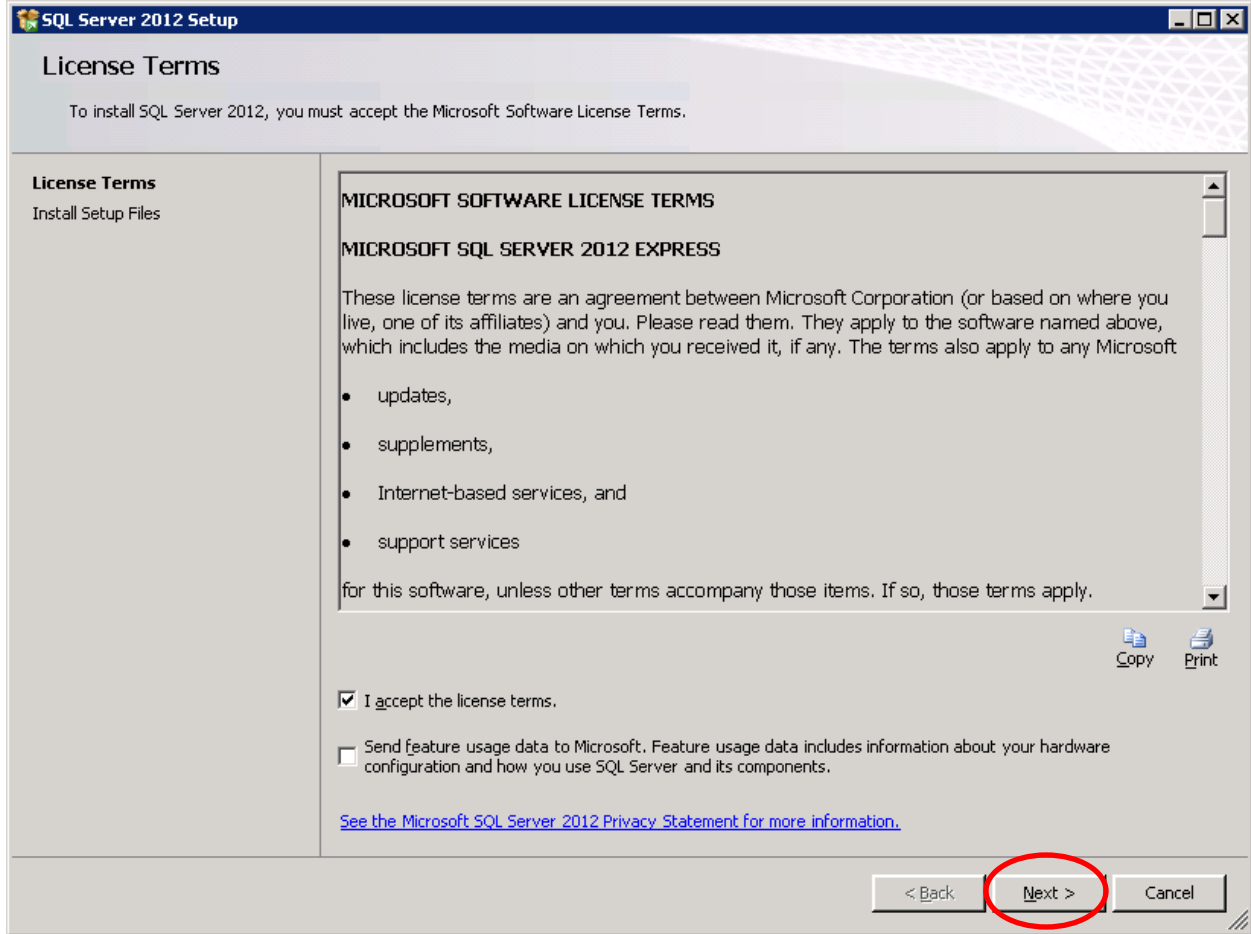 SQL Server 2012 Setup
License Terms
To install SQL Server 2012, you must accept the Microsoft Software License Terms.
License Terms
Install Setup Files
MICROSOFT SOFTWARE LICENSE TERMS
MICROSOFT SQL SERVER 2012 EXPRESS
These license terms are an agreement between Microsoft Corporation (or based on where you
live, one of its affiliates) and you. Please read them. They apply to the software named above,
which includes the media on which you received it, if any. The terms also apply to any Microsoft
• updates,
• supplements,
• Internet-based services, and
• support services
for this software, unless other terms accompany those items. If so, those terms apply.
Copy Print
I accept the license terms.
Send feature usage data to Microsoft. Feature usage data includes information about your hardware
configuration and how you use SQL Server and its components.
See the Microsoft SQL Server 2012 Privacy Statement for more information.
< Back Next > Cancel